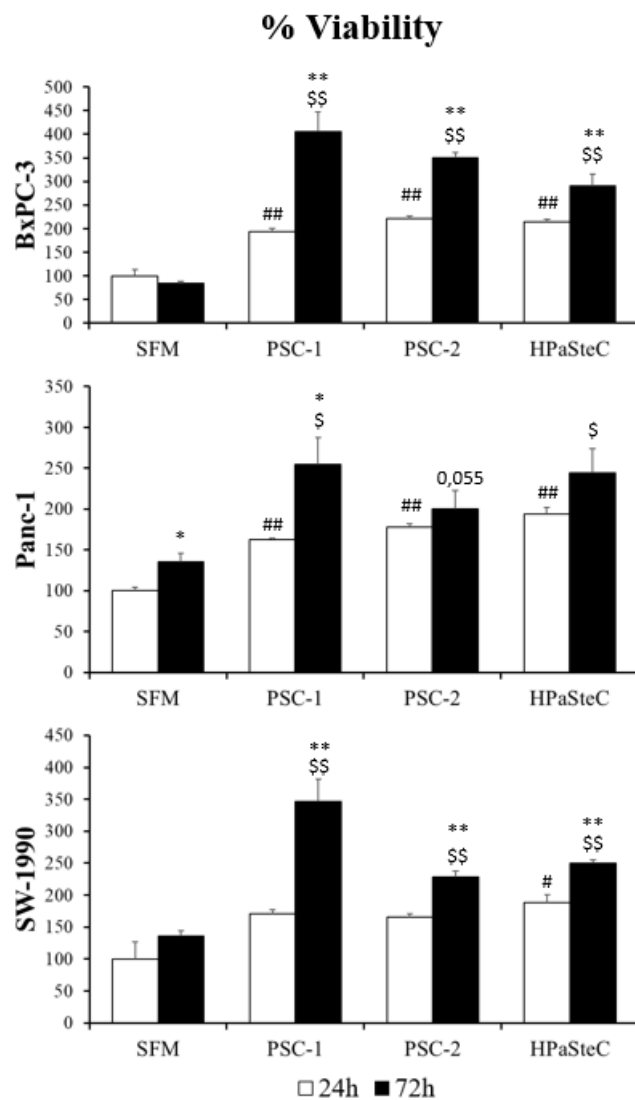 % Viability
BxPC-3
500
450
400
350
300
250
200
150
100
50
0
** ** **
$$ $$ $$
## ## ##
SFM PSC-1 PSC-2 HPaSteC
Panc-1
350
300
250
200
150
100
50
0
* $
$ 0,055
* ## ## ##
SFM PSC-1 PSC-2 HPaSteC
SW-1990
450
400
350
300
250
200
150
100
50
0
** ** **
$$ $$ $$
#
SFM PSC-1 PSC-2 HPaSteC
24h 72h